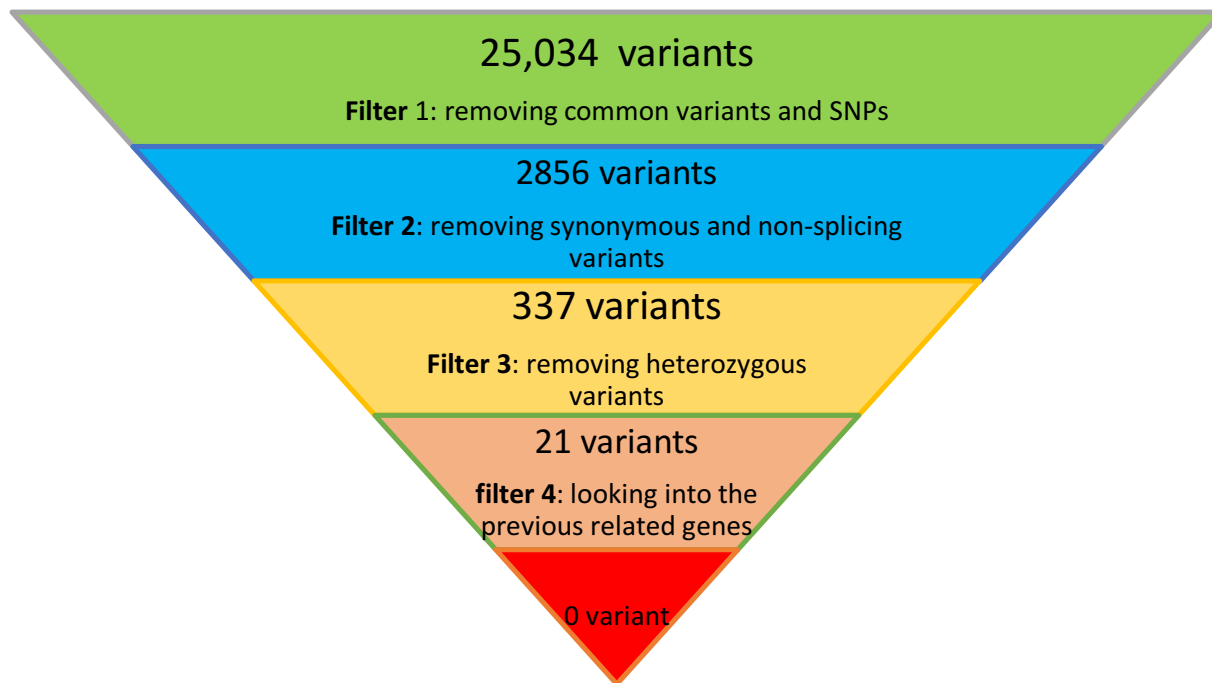 25,034 variants
Filter 1: removing common variants and SNPs
2856 variants
Filter 2: removing synonymous and non-splicing
variants
337 variants
Filter 3: removing heterozygous
variants
21 variants
filter 4: looking into the
previous related genes
0 variant